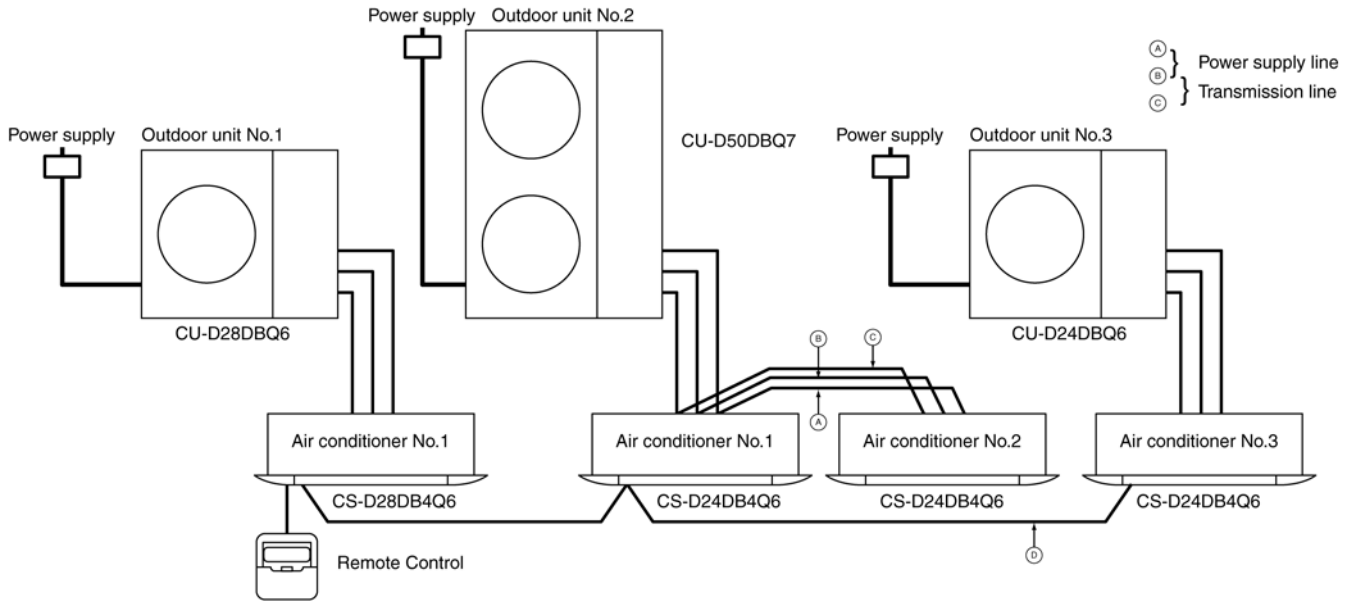 Power supply
Outdoor unit No.2
A
Power supply line
B
Transmission line
C
Power supply
Outdoor unit No.1
CU-D50DBQ7
Power supply
Outdoor unit No.3
CU-D28DBQ6
CU-D24DBQ6
B
C
A
Air conditioner No.1
Air conditioner No.1
Air conditioner No.2
Air conditioner No.3
CS-D28DB4Q6
CS-D24DB4Q6
CS-D24DB4Q6
CS-D24DB4Q6
D
Remote Control